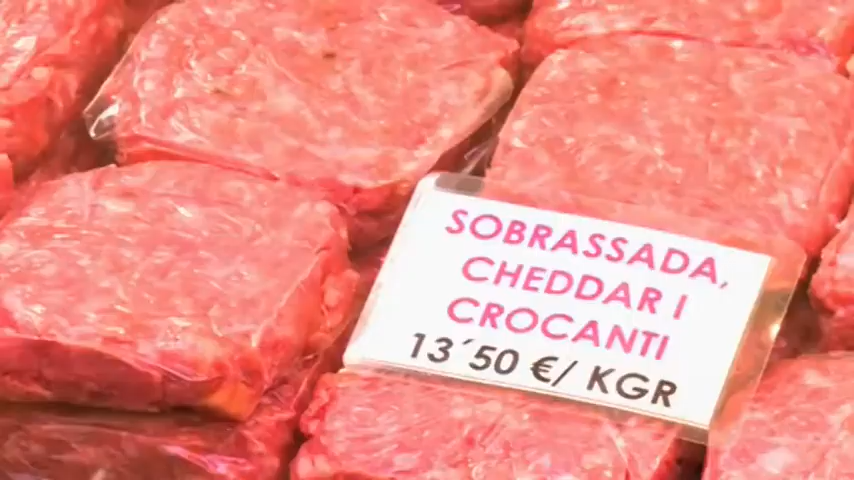 SOBRASSADA,
CHEDDAR I
CROCANTI
13´50 €/ KGR